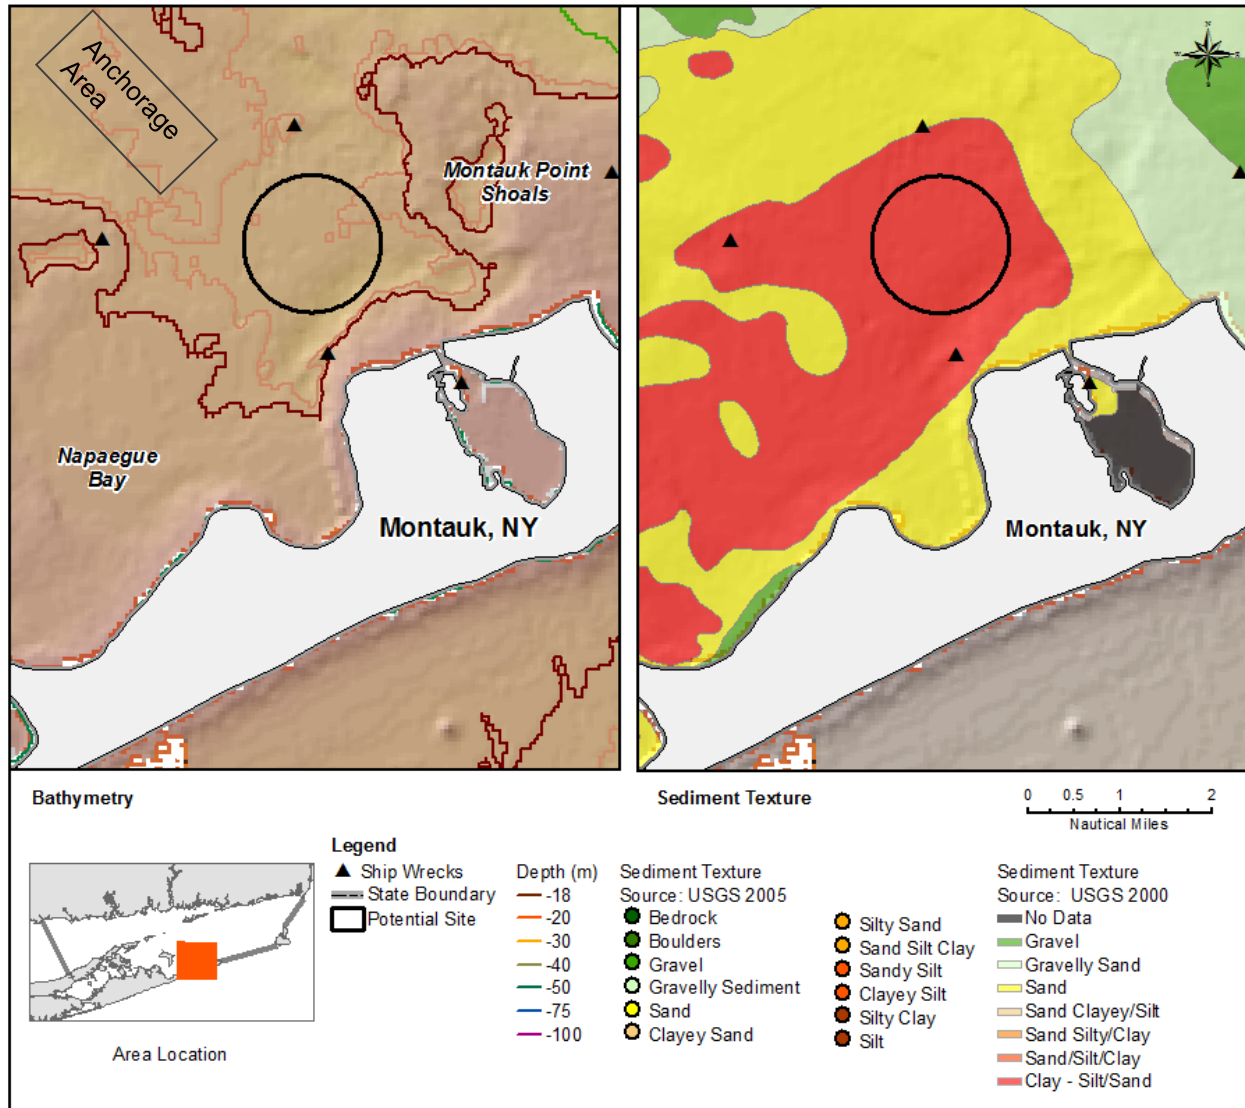 Anchorage
Area
Montauk Point
Shoals
Napaegue
Bay
Montauk, NY
N
E
S
W
Montauk, NY
Bathymetry
Sediment Texture
0 0.5 1 2
Nautical Miles
Legend
Ship Wrecks
State Boundary
Potential Site
Area Location
Depth (m)
-18
-20
-30
-40
-50
-75
-100
Sediment Texture
Source: USGS 2005
Bedrock
Boulders
Gravel
Gravelly Sediment
Sand
Clayey Sand
Silty Sand
Sand Silt Clay
Sandy Silt
Clayey Silt
Silty Clay
Silt
Sediment Texture
Source: USGS 2000
No Data
Gravel
Gravelly Sand
Sand
Sand Clayey/Silt
Sand Silty/Clay
Sand/Silt/Clay
Clay - Silt/Sand